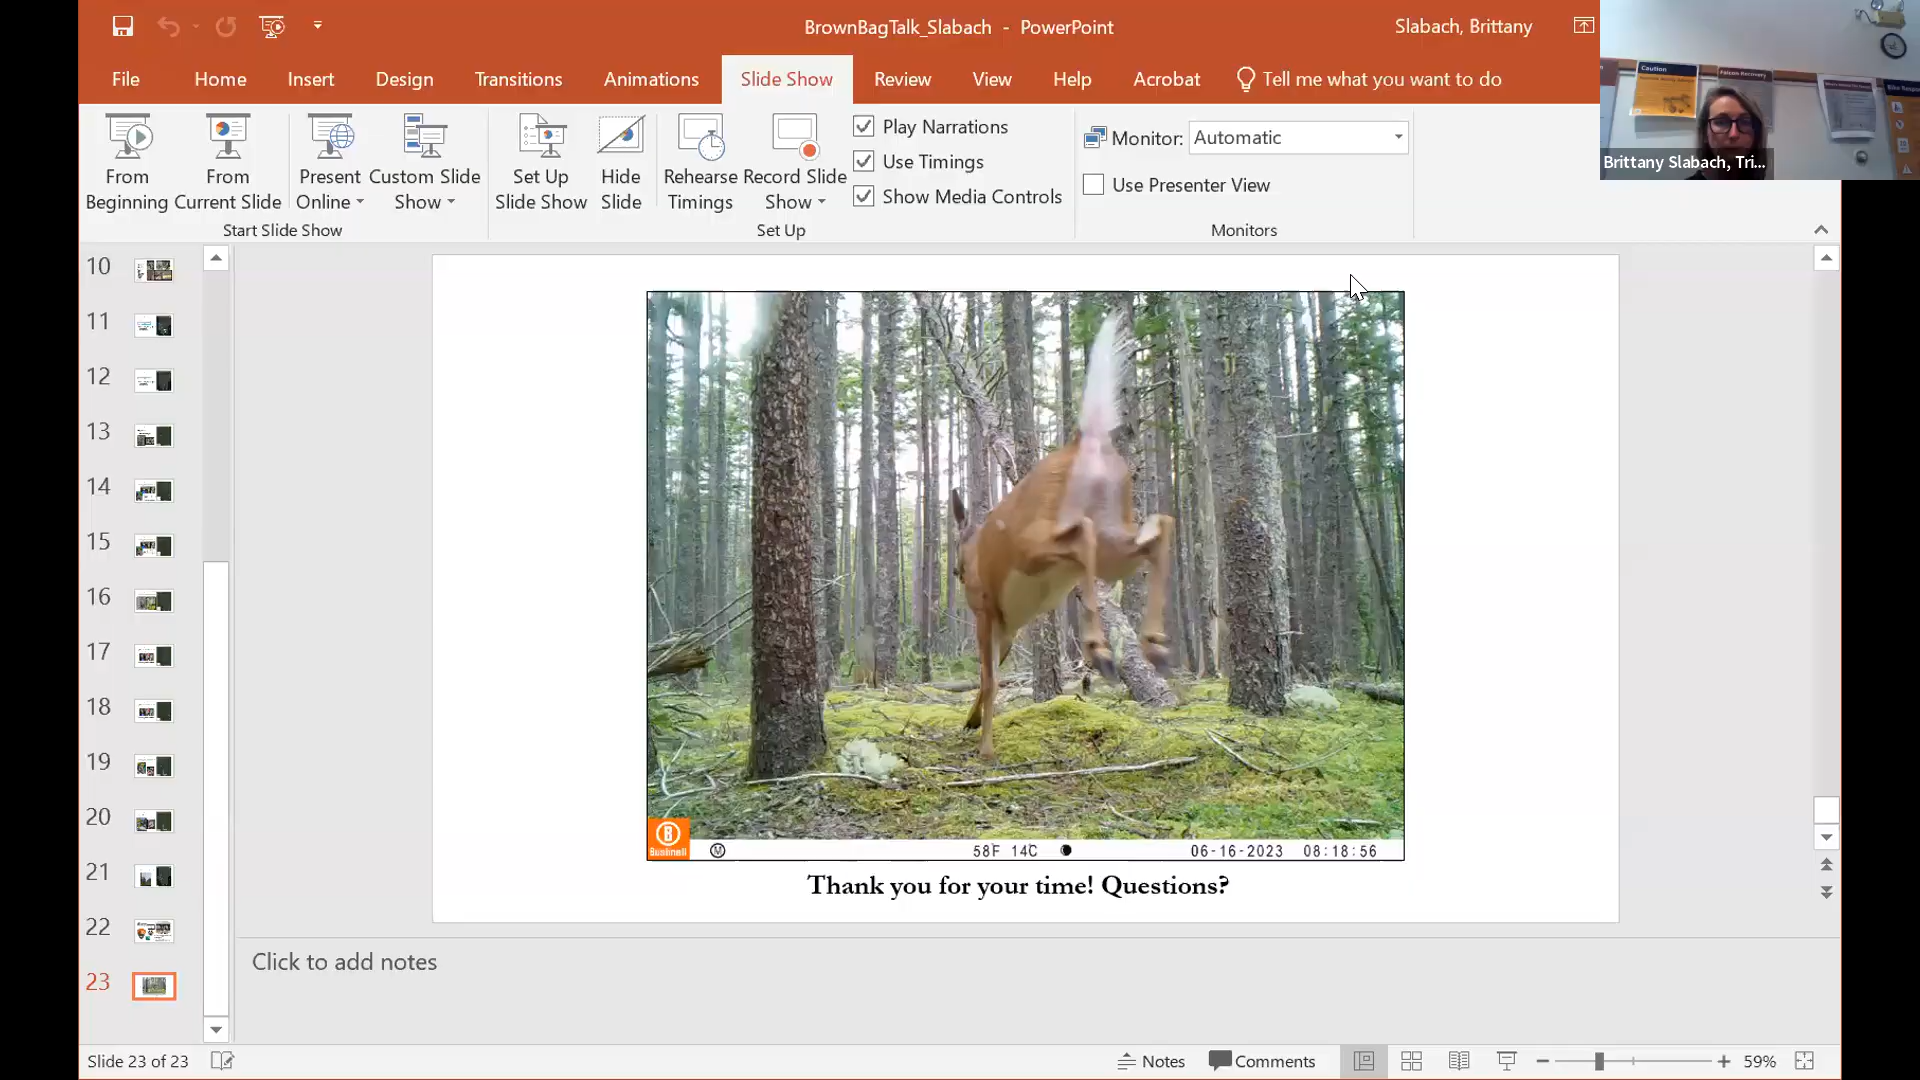 BrownBagTalk_Slabach - PowerPoint
Slabach, Brittany
File Home Insert Design Transitions Animations Slide Show Review View Help Acrobat Tell me what you want to do
From Beginning
From Current Slide
Start Slide Show
Present Online
Custom Slide Show
Set Up Slide Show
Hide Slide
Rehearse Timings
Record Slide Show
Play Narrations
Use Timings
Show Media Controls
Set Up
Monitor: Automatic
Use Presenter View
Monitors
Caution
Falcon Recovery
Brittany Slabach, Tri...
10
11
12
13
14
15
16
17
18
19
20
21
22
23
B
Bushnell
M 58F 14C 06-16-2023 08:18:56
Thank you for your time! Questions?
Click to add notes
Slide 23 of 23 Notes Comments 59%